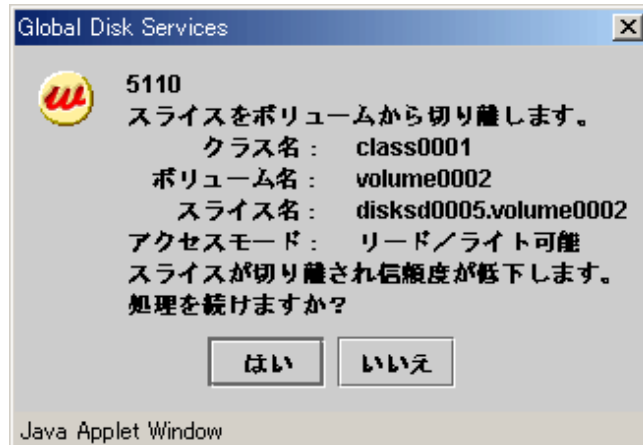 Global Disk Services
5110
スライスをボリュームから切り離します。
クラス名： class0001
ボリューム名： volume0002
スライス名： disksd0005.volume0002
アクセスモード： リード／ライト可能
スライスが切り離され信頼度が低下します。
処理を続けますか？
はい いいえ
Java Applet Window